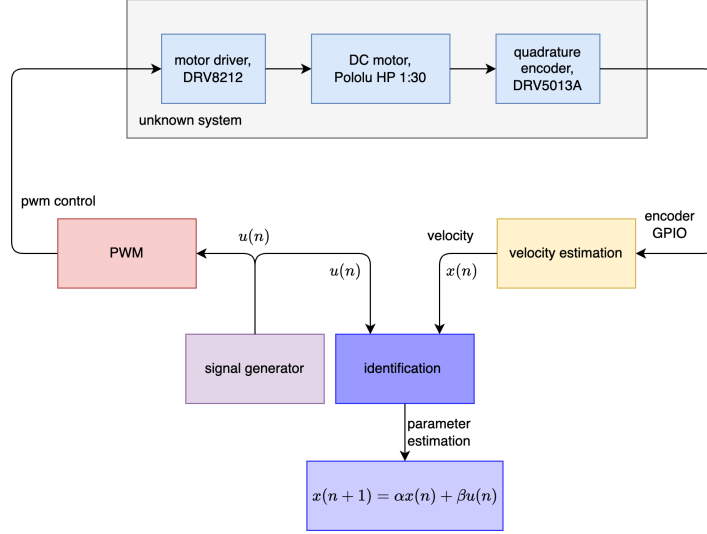 motor driver,
DRV8212
DC motor,
Pololu HP 1:30
quadrature
encoder,
DRV5013A
unknown system
pwm control
PWM
u(n)
u(n)
velocity
x(n)
velocity estimation
encoder
GPIO
signal generator
identification
parameter
estimation
x(n + 1) = αx(n) + βu(n)